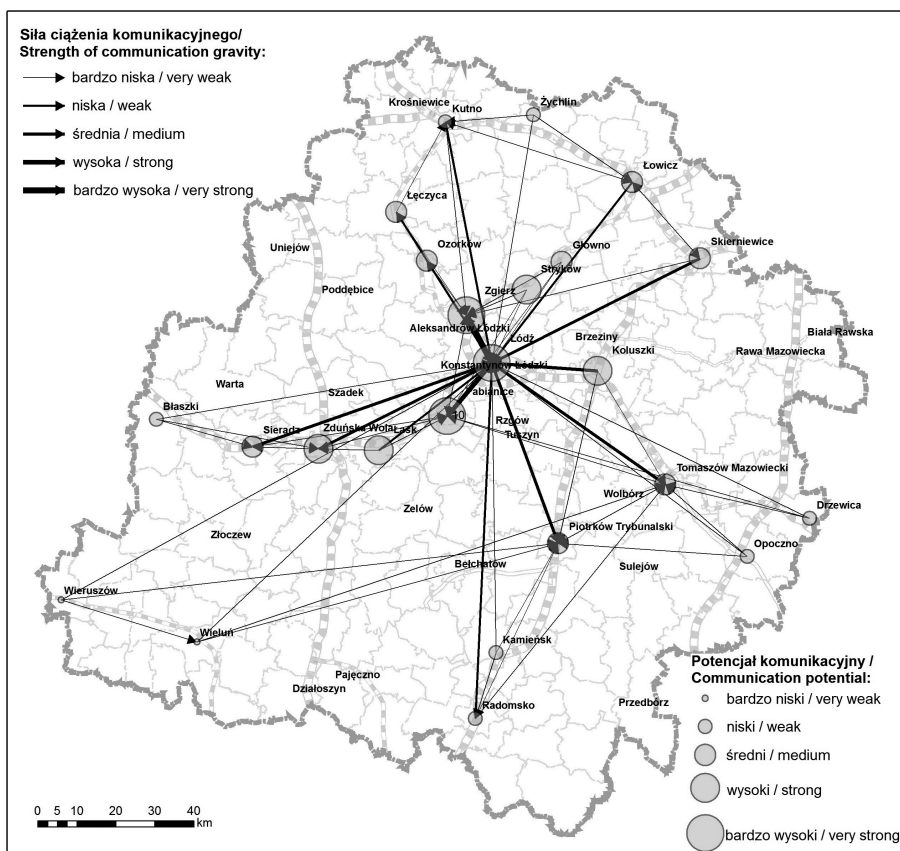 Siła ciążenia komunikacyjnego/
Strength of communication gravity:
bardzo niska / very weak
niska / weak
średnia / medium
wysoka / strong
bardzo wysoka / very strong
Krośniewice
Kutno
Żychlin
Łowicz
Łęczyca
Skierniewice
Uniejów
Ozorków
Głowno
Stryków
Poddębice
Zgierz
Aleksandrów Łódzki
Łódź
Brzeziny
Biała Rawska
Konstantynów Łódzki
Koluszki
Rawa Mazowiecka
Warta
Szadek
Pabianice
Błaszki
10
Rzgów
Sieradz
Zduńska Wola
Łask
Tuszyn
Tomaszów Mazowiecki
Zelów
Wolbórz
Drzewica
Złoczew
Piotrków Trybunalski
Opoczno
Bełchatów
Sulejów
Wieruszów
Wieluń
Kamieńsk
Pajęczno
Działoszyn
Radomsko
Przedbórz
Potencjał komunikacyjny /
Communication potential:
bardzo niski / very weak
niski / weak
średni / medium
wysoki / strong
bardzo wysoki / very strong
0 5 10 20 30 40
km